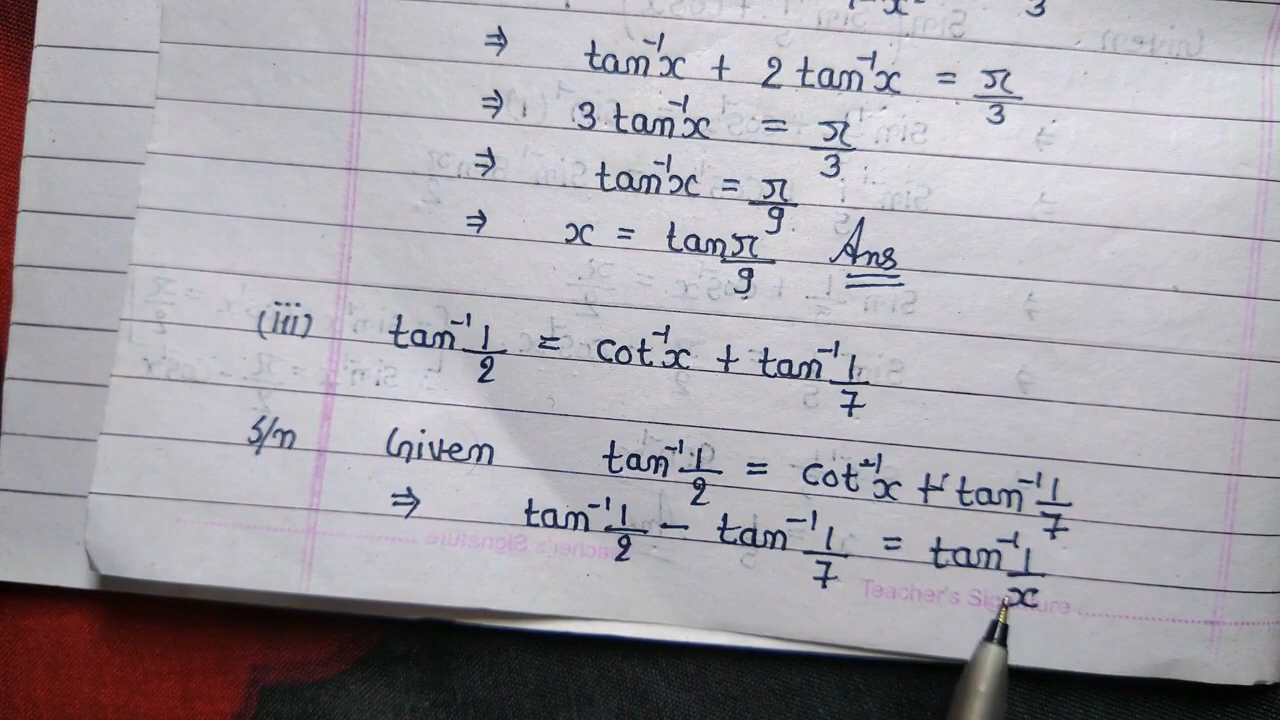 ⇒ tan⁻¹x + 2 tan⁻¹x = π/3
⇒ 3 tan⁻¹x = π/3
⇒ tan⁻¹x = π/9
⇒ x = tan π/9 Ans
(iii) tan⁻¹ 1/2 = cot⁻¹x + tan⁻¹ 1/7
S/n Given tan⁻¹ 1/2 = cot⁻¹x + tan⁻¹ 1/7
⇒ tan⁻¹ 1/2 − tan⁻¹ 1/7 = tan⁻¹ 1/x
Teacher's Signature